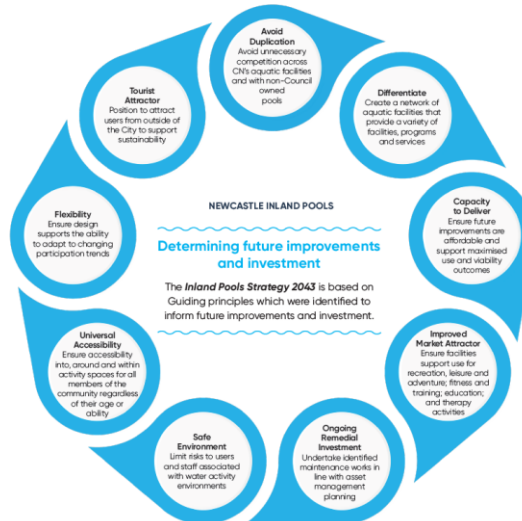 Avoid
Duplication
Avoid unnecessary
competition across
CN's aquatic facilities
and with non-Council
owned
pools
Differentiate
Create a network of
aquatic facilities that
provide a variety of
facilities, programs
and services
Capacity
to Deliver
Ensure future
improvements are
affordable and
support maximised
use and viability
outcomes
Improved
Market Attractor
Ensure facilities
support use for
recreation, leisure and
adventure; fitness and
training; education;
and therapy
activities
Ongoing
Remedial
Investment
Undertake identified
maintenance works in
line with asset
management
planning
Safe
Environment
Limit risks to users
and staff associated
with water activity
environments
Universal
Accessibility
Ensure accessibility
into, around and within
activity spaces for all
members of the
community regardless
of their age or
ability
Flexibility
Ensure design
supports the ability
to adapt to changing
participation trends
Tourist
Attractor
Position to attract
users from outside of
the City to support
sustainability
NEWCASTLE INLAND POOLS
Determining future improvements
and investment
The Inland Pools Strategy 2043 is based on
Guiding principles which were identified to
inform future improvements and investment.